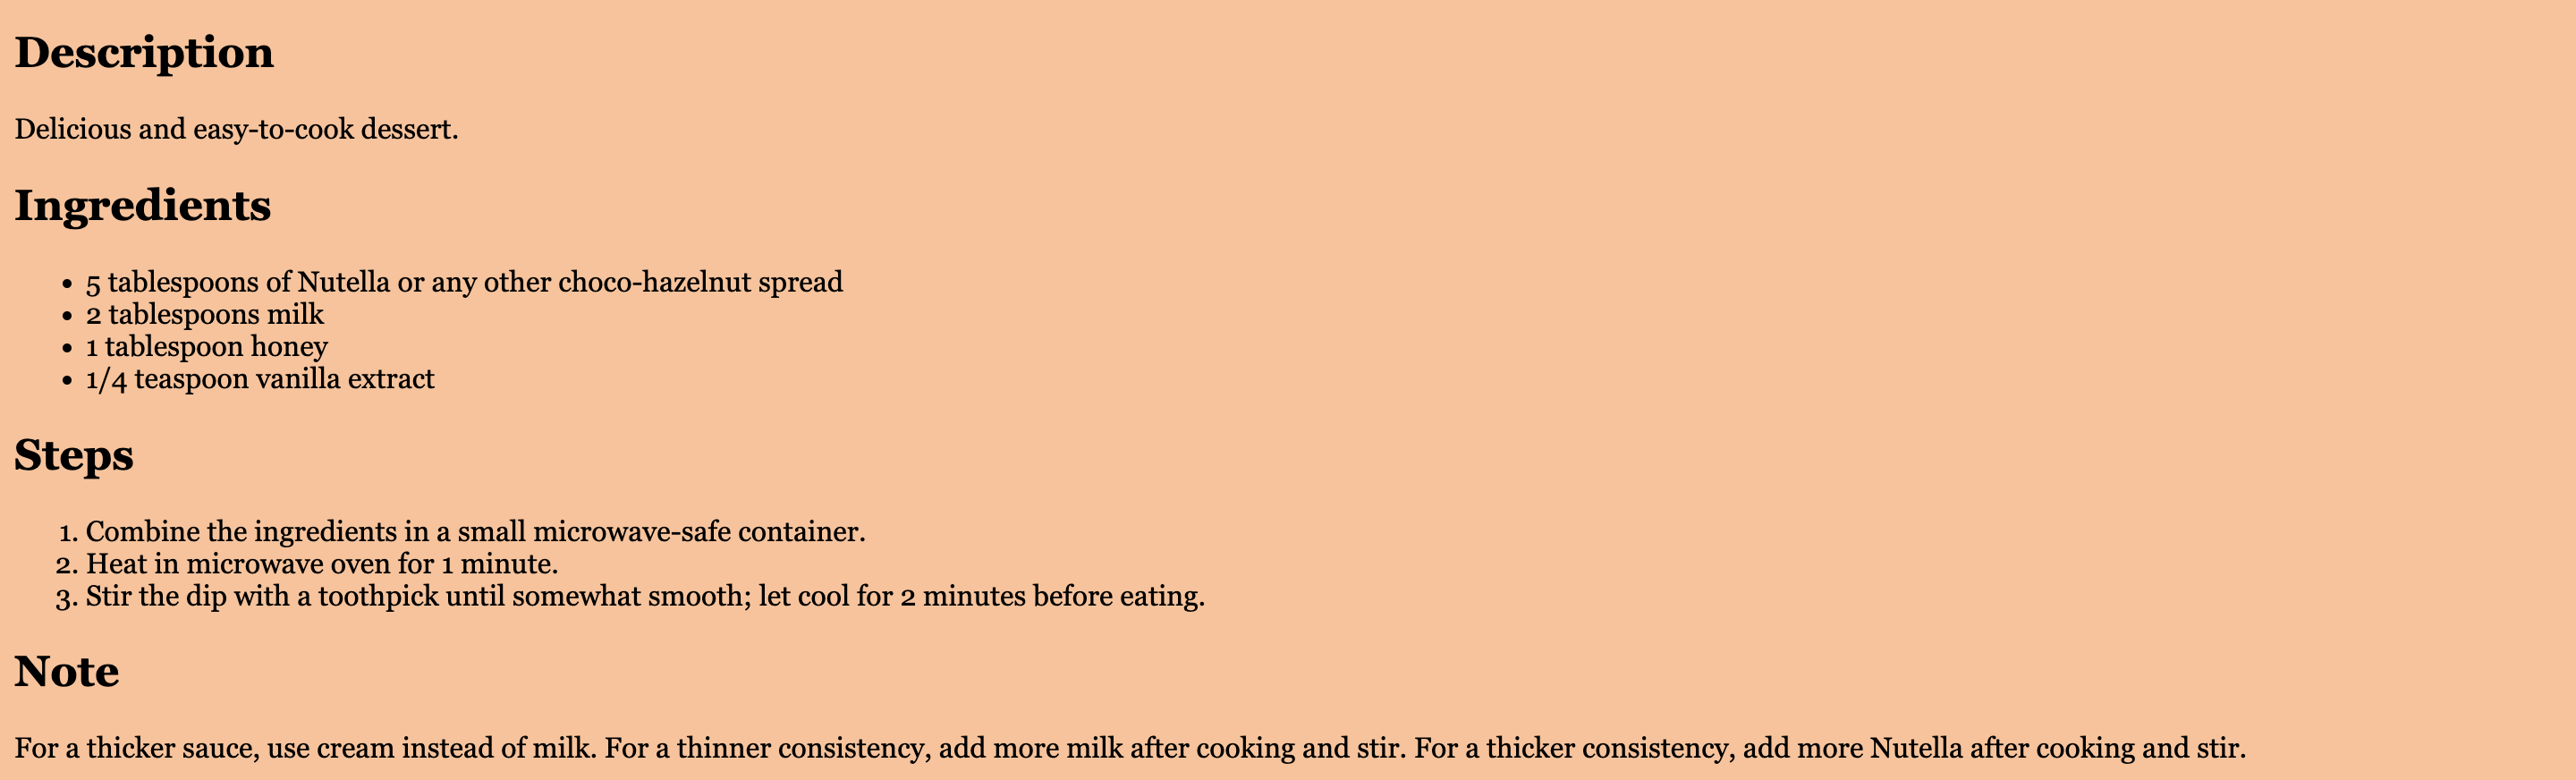 Description
Delicious and easy-to-cook dessert.
Ingredients
• 5 tablespoons of Nutella or any other choco-hazelnut spread
• 2 tablespoons milk
• 1 tablespoon honey
• 1/4 teaspoon vanilla extract
Steps
1. Combine the ingredients in a small microwave-safe container.
2. Heat in microwave oven for 1 minute.
3. Stir the dip with a toothpick until somewhat smooth; let cool for 2 minutes before eating.
Note
For a thicker sauce, use cream instead of milk. For a thinner consistency, add more milk after cooking and stir. For a thicker consistency, add more Nutella after cooking and stir.